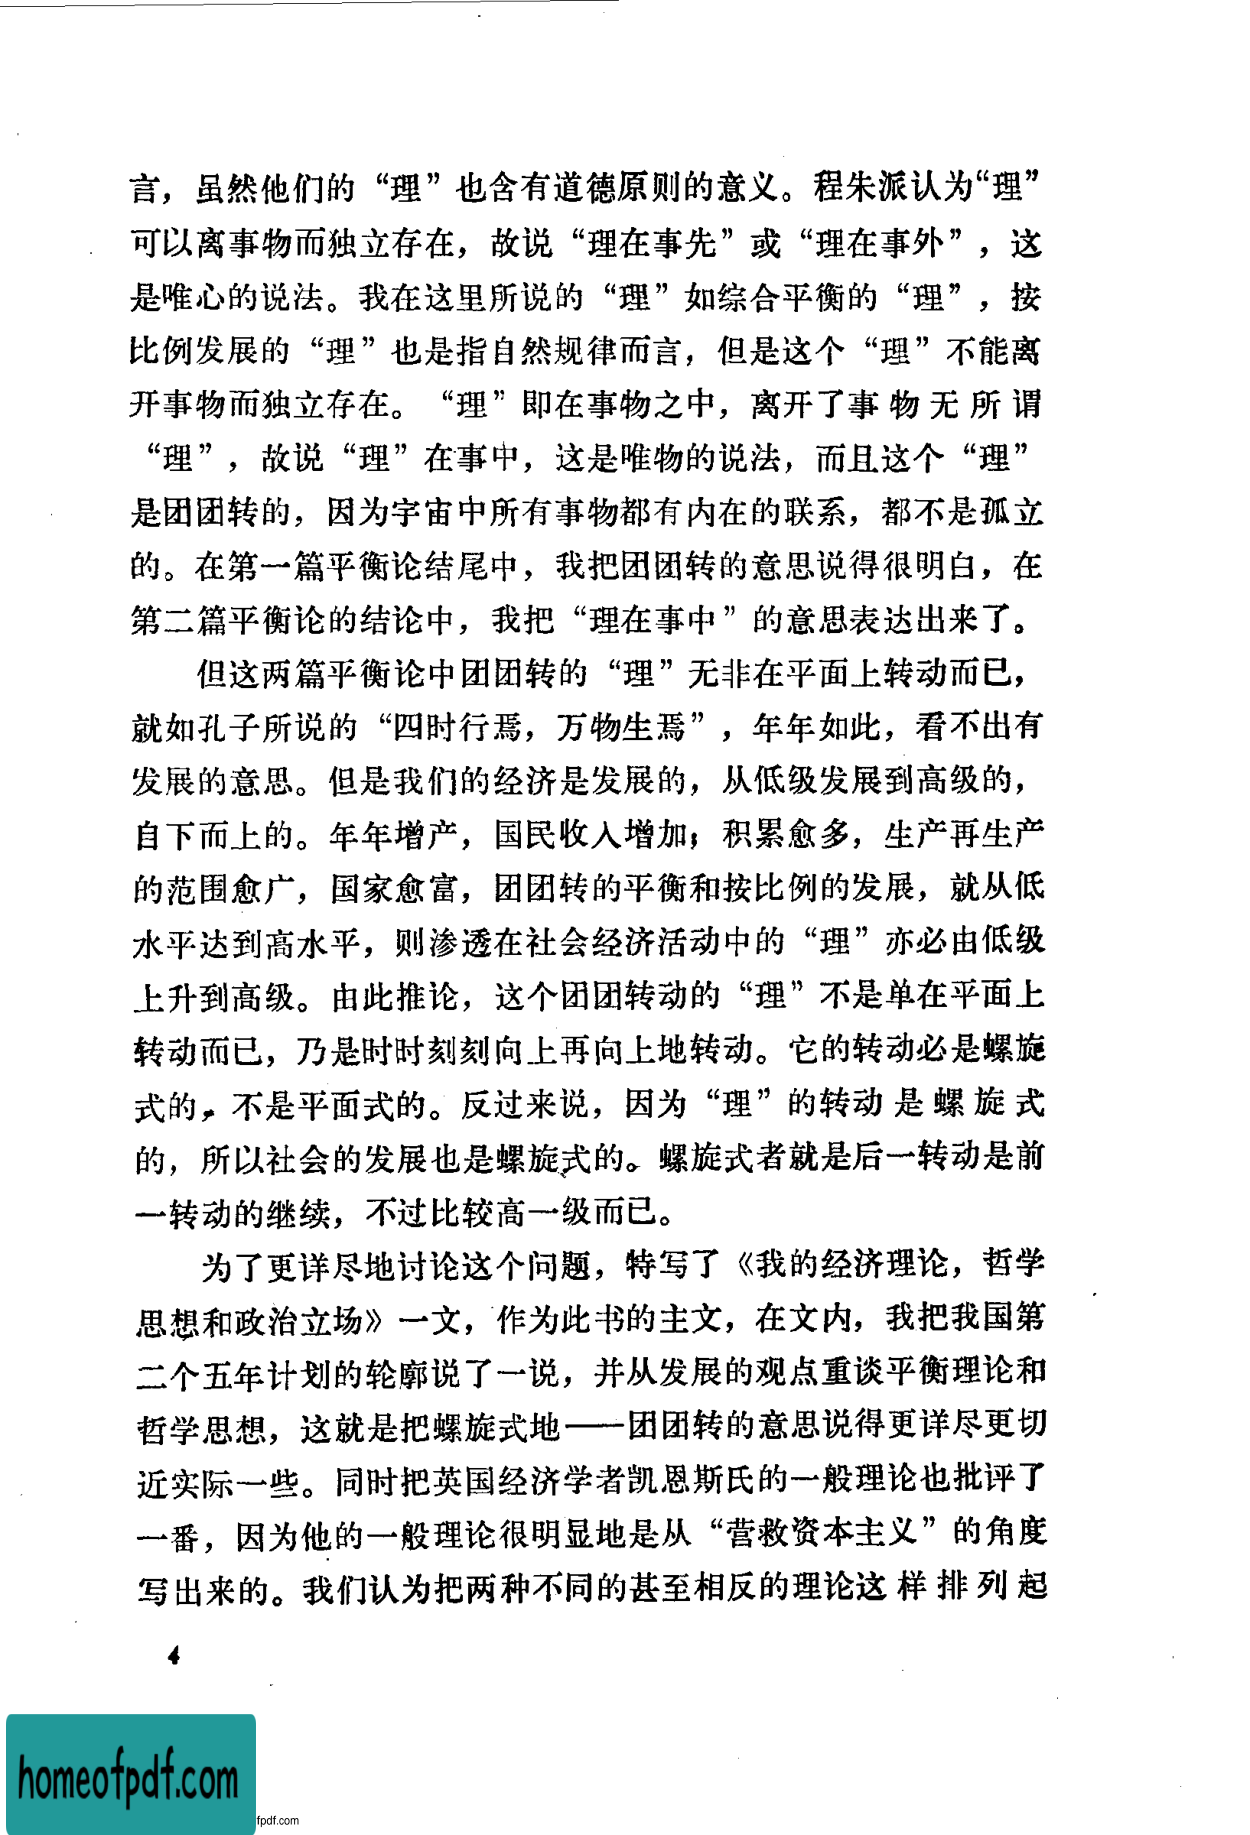 言，虽然他们的“理”也含有道德原则的意义。程朱派认为“理”
可以离事物而独立存在，故说“理在事先”或“理在事外”，这
是唯心的说法。我在这里所说的“理”如综合平衡的“理”，按
比例发展的“理”也是指自然规律而言，但是这个“理”不能离
开事物而独立存在。“理”即在事物之中，离开了事物无所谓
“理”，故说“理”在事中，这是唯物的说法，而且这个“理”
是团团转的，因为宇宙中所有事物都有内在的联系，都不是孤立
的。在第一篇平衡论结尾中，我把团团转的意思说得很明白，在
第二篇平衡论的结论中，我把“理在事中”的意思表达出来了。
但这两篇平衡论中团团转的“理”无非在平面上转动而已，
就如孔子所说的“四时行焉，万物生焉”，年年如此，看不出有
发展的意思。但是我们的经济是发展的，从低级发展到高级的，
自下而上的。年年增产，国民收入增加；积累愈多，生产再生产
的范围愈广，国家愈富，团团转的平衡和按比例的发展，就从低
水平达到高水平，则渗透在社会经济活动中的“理”亦必由低级
上升到高级。由此推论，这个团团转动的“理”不是单在平面上
转动而已，乃是时时刻刻向上再向上地转动。它的转动必是螺旋
式的，不是平面式的。反过来说，因为“理”的转动是螺旋式
的，所以社会的发展也是螺旋式的。螺旋式者就是后一转动是前
一转动的继续，不过比较高一级而已。
为了更详尽地讨论这个问题，特写了《我的经济理论，哲学
思想和政治立场》一文，作为此书的主文，在文内，我把我国第
二个五年计划的轮廓说了一说，并从发展的观点重谈平衡理论和
哲学思想，这就是把螺旋式地——团团转的意思说得更详尽更切
近实际一些。同时把英国经济学者凯恩斯氏的一般理论也批评了
一番，因为他的一般理论很明显地是从“营救资本主义”的角度
写出来的。我们认为把两种不同的甚至相反的理论这样排列起
4
homeofpdf.com
fpdf.com